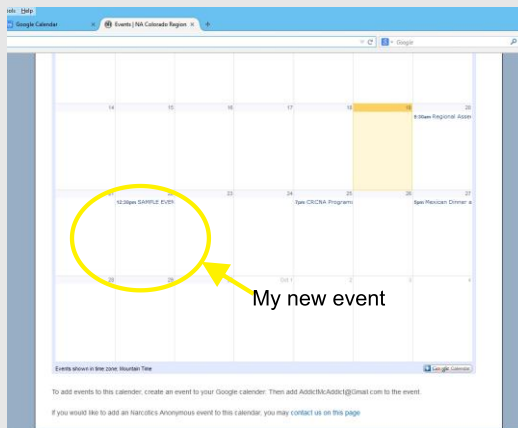 Help
Google Calendar × Events | NA Colorado Region × +
Google
14 15 16 17 18 19 20
9:30am Regional Assem
21 22 23 24 25 26 27
12:30pm SAMPLE EVEN 7pm CRCNA Programs 5pm Mexican Dinner a
28 29 Oct 1 2 3 4
My new event
Events shown in time zone: Mountain Time
Google Calendar
To add events to this calender, create an event to your Google calender. Then add AddictMcAddict@Gmail.com to the event.
If you would like to add an Narcotics Anonymous event to this calendar, you may contact us on this page